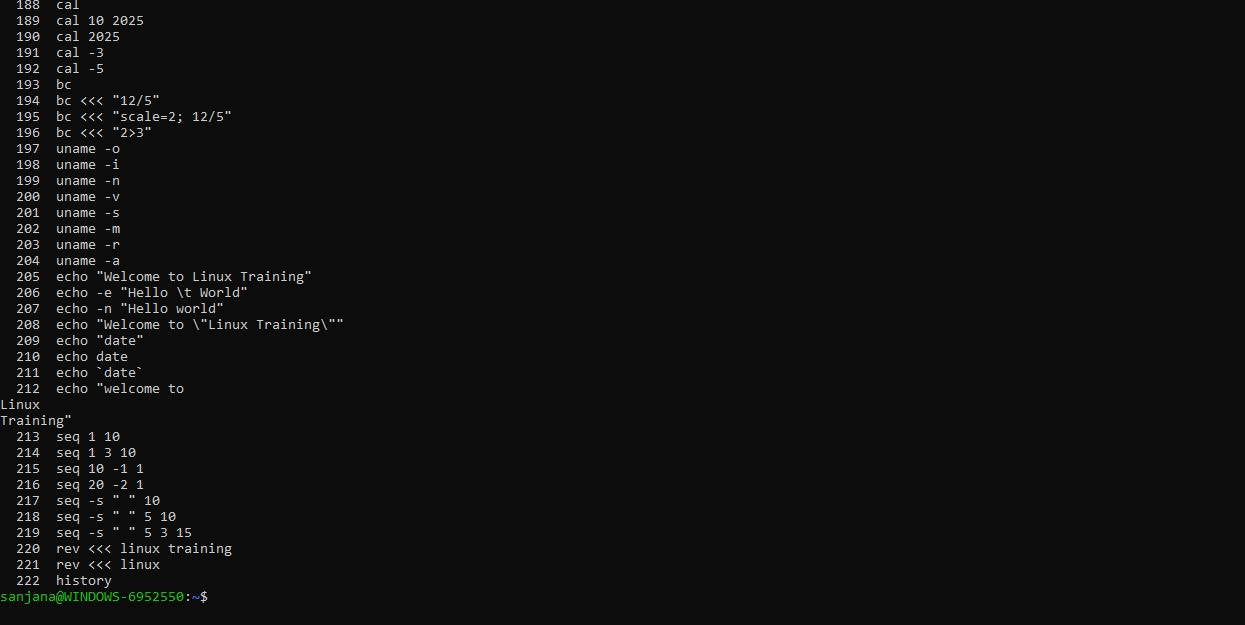 188  cal
189  cal 10 2025
190  cal 2025
191  cal -3
192  cal -5
193  bc
194  bc <<< "12/5"
195  bc <<< "scale=2; 12/5"
196  bc <<< "2>3"
197  uname -o
198  uname -i
199  uname -n
200  uname -v
201  uname -s
202  uname -m
203  uname -r
204  uname -a
205  echo "Welcome to Linux Training"
206  echo -e "Hello \t World"
207  echo -n "Hello world"
208  echo "Welcome to \"Linux Training\""
209  echo "date"
210  echo date
211  echo `date`
212  echo "welcome to
Linux
Training"
213  seq 1 10
214  seq 1 3 10
215  seq 10 -1 1
216  seq 20 -2 1
217  seq -s " " 10
218  seq -s " " 5 10
219  seq -s " " 5 3 15
220  rev <<< linux training
221  rev <<< linux
222  history
sanjana@WINDOWS-6952550:~$